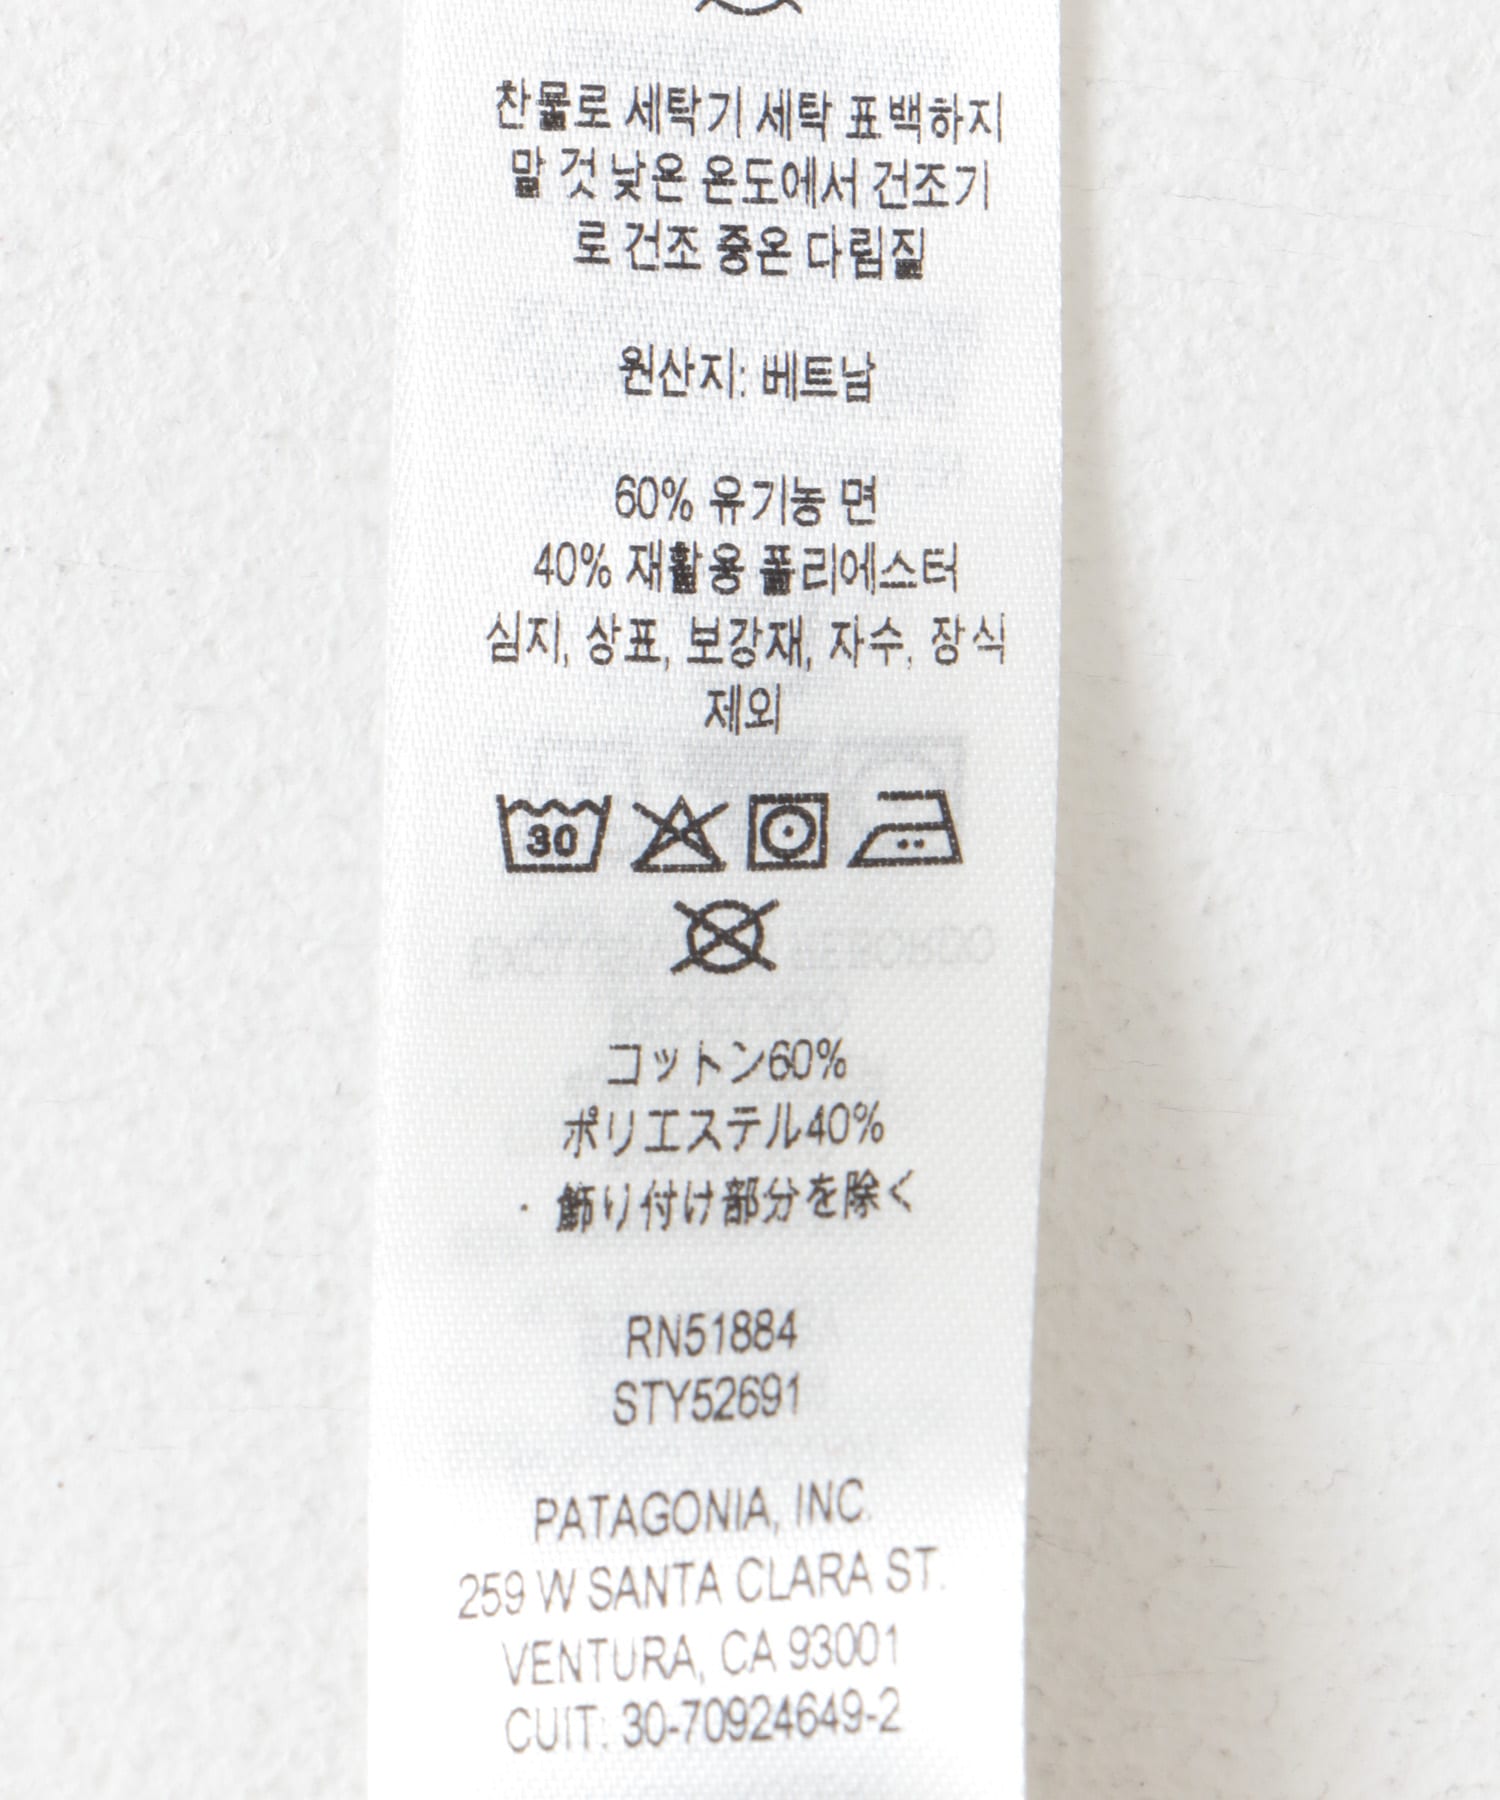 찬물로 세탁기 세탁 표백하지
말 것 낮은 온도에서 건조기
로 건조 중온 다림질
원산지: 베트남
60% 유기농 면
40% 재활용 폴리에스터
심지, 상표, 보강재, 자수, 장식
제외
30
コットン60%
ポリエステル40%
・飾り付け部分を除く
RN51884
STY52691
PATAGONIA, INC.
259 W SANTA CLARA ST.
VENTURA, CA 93001
CUIT: 30-70924649-2